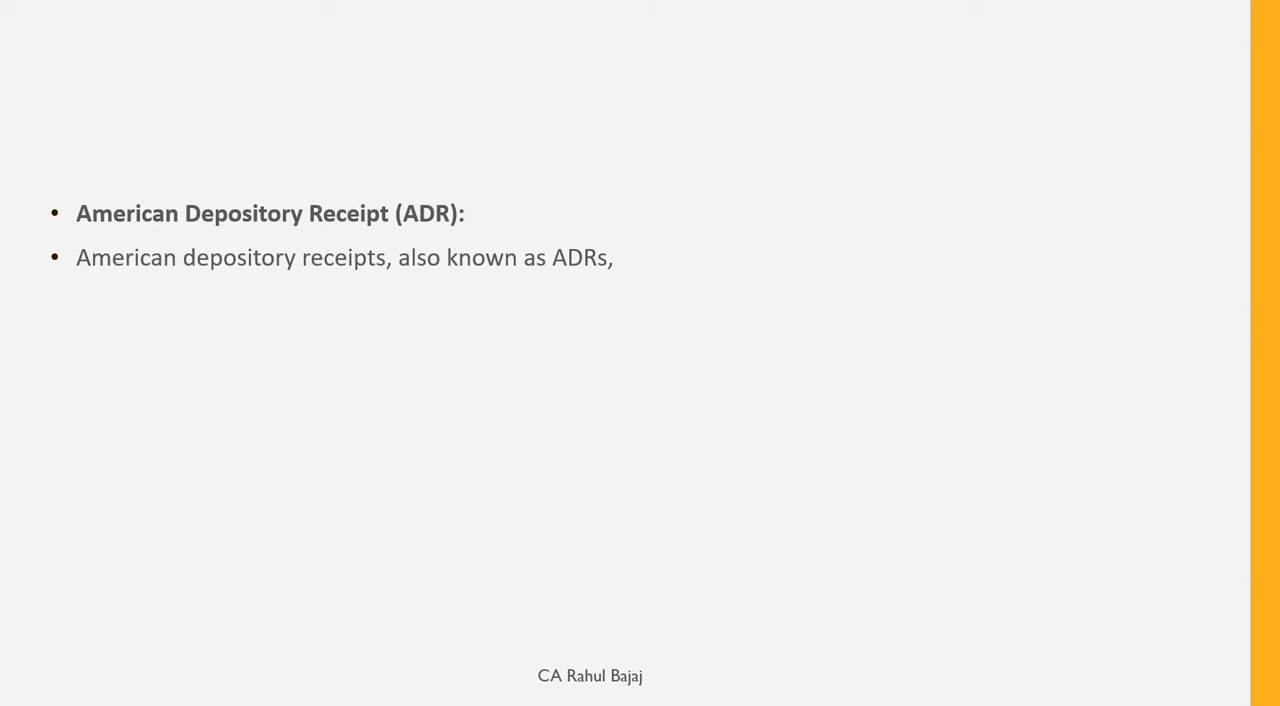 • American Depository Receipt (ADR):
• American depository receipts, also known as ADRs,
CA Rahul Bajaj